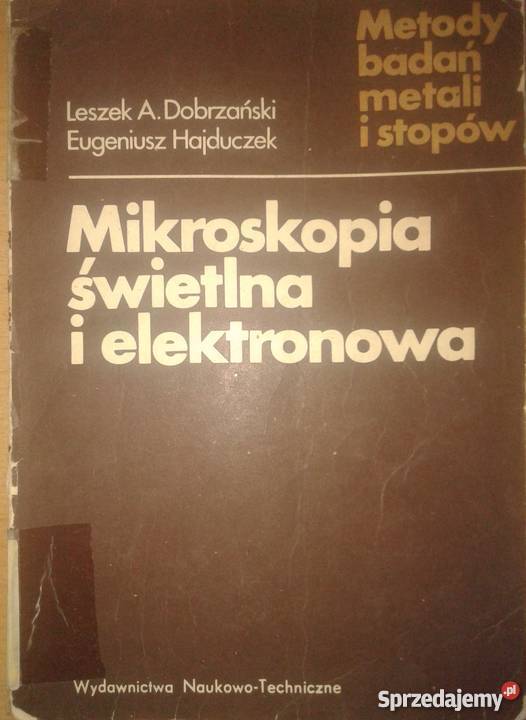 Metody
badań
metali
i stopów
Leszek A. Dobrzański
Eugeniusz Hajduczek
Mikroskopia
świetlna
i elektronowa
Wydawnictwa Naukowo-Techniczne
Sprzedajemy.pl